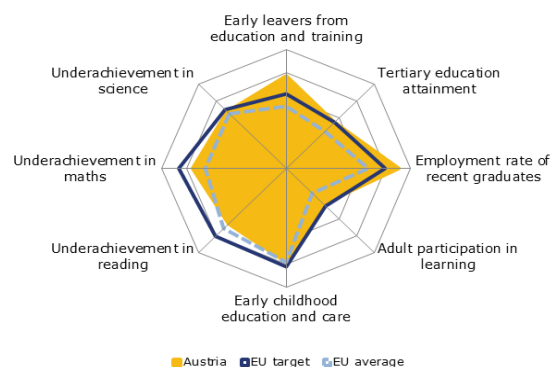 Early leavers from
education and training
Tertiary education
attainment
Employment rate of
recent graduates
Adult participation in
learning
Early childhood
education and care
Underachievement in
reading
Underachievement in
maths
Underachievement in
science
Austria
EU target
EU average